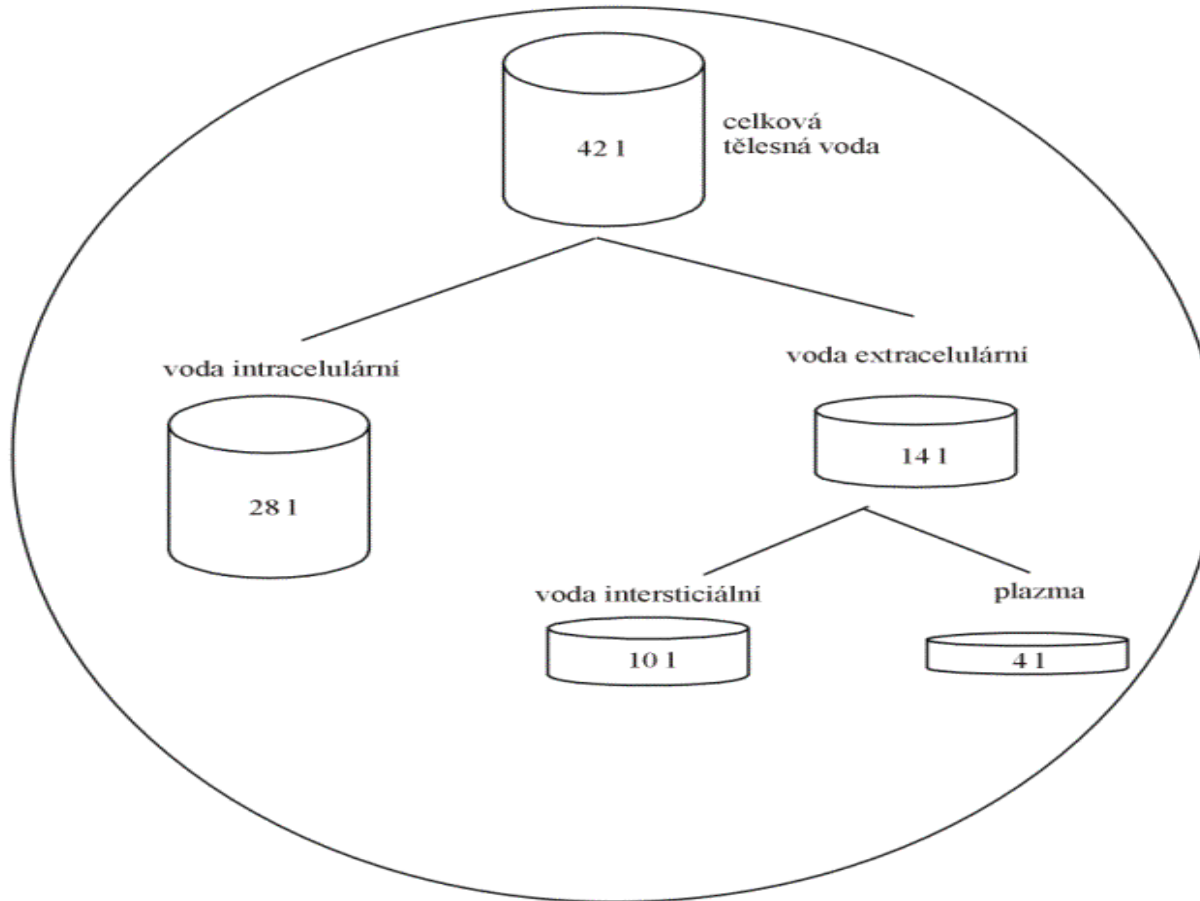 42 l
celková
tělesná voda
voda intracelulární
voda extracelulární
28 l
14 l
voda intersticiální
plazma
10 l
4 l